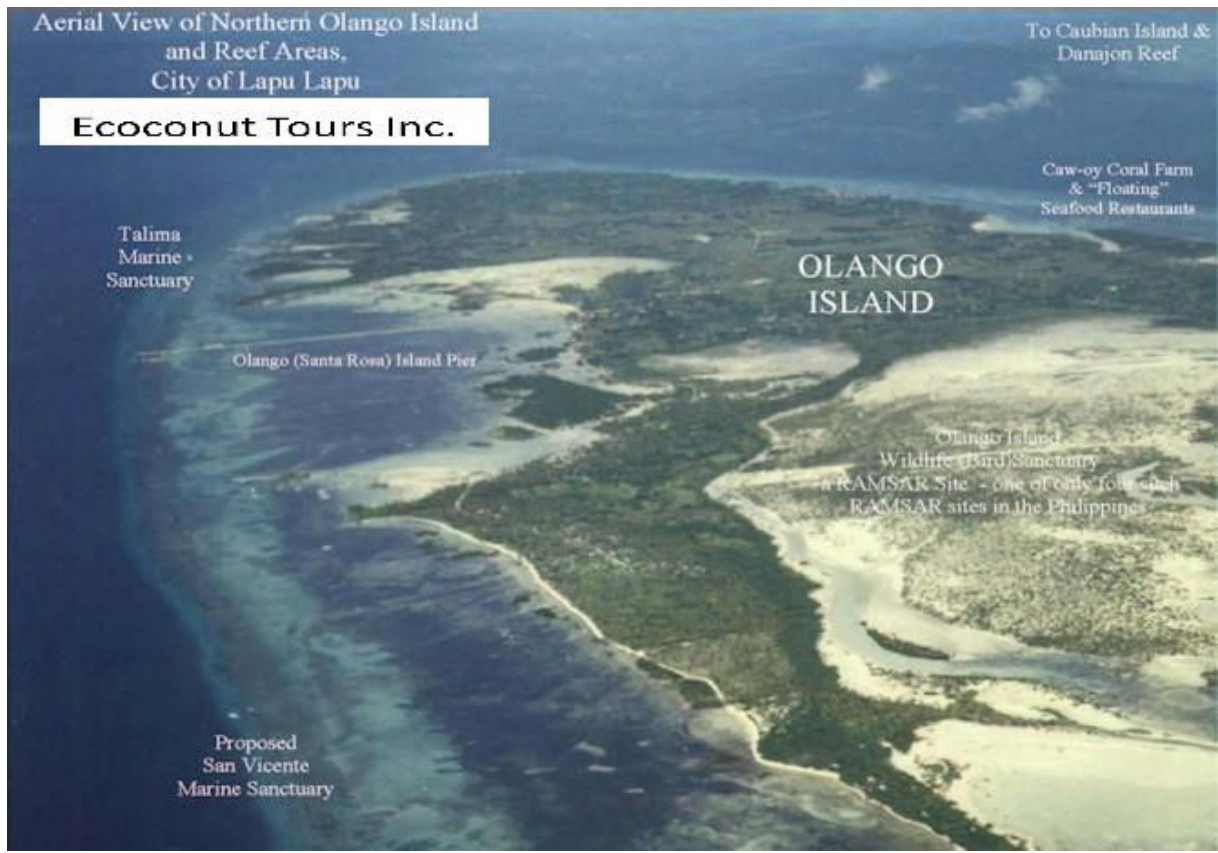 Aerial View of Northern Olango Island
and Reef Areas,
City of Lapu Lapu
Ecoconut Tours Inc.
To Caubian Island &
Danajon Reef
Caw-oy Coral Farm
& "Floating"
Seafood Restaurants
Talima
Marine
Sanctuary
OLANGO
ISLAND
Olango (Santa Rosa) Island Pier
Olango Island
Wildlife (Bird)Sanctuary
a RAMSAR Site - one of only four such
RAMSAR sites in the Philippines
Proposed
San Vicente
Marine Sanctuary